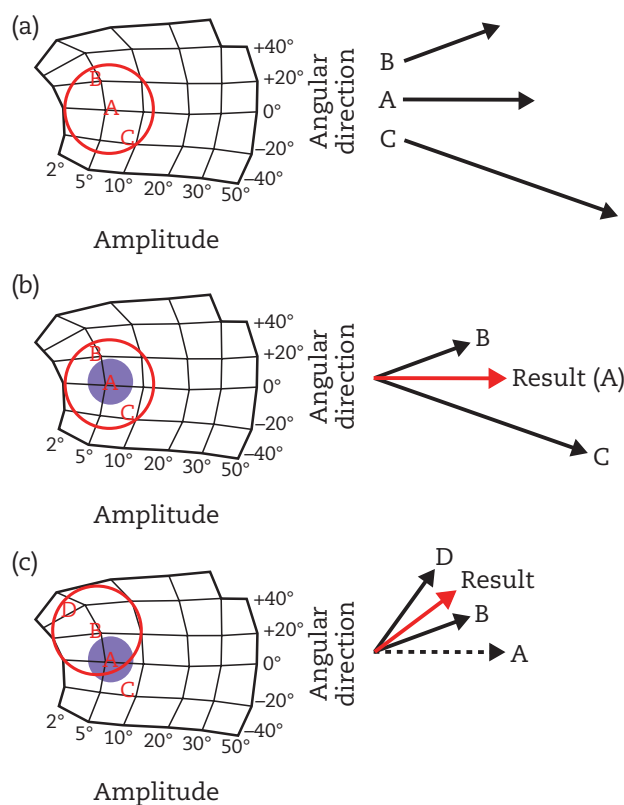 (a)
+40°
+20°
0°
−20°
−40°
2°
5°
10°
20°
30°
50°
Amplitude
Angular
direction
B
A
C
B
A
C
(b)
+40°
+20°
0°
−20°
−40°
2°
5°
10°
20°
30°
50°
Amplitude
Angular
direction
B
A
C
B
Result (A)
C
(c)
+40°
+20°
0°
−20°
−40°
2°
5°
10°
20°
30°
50°
Amplitude
Angular
direction
D
B
A
C
D
Result
B
A